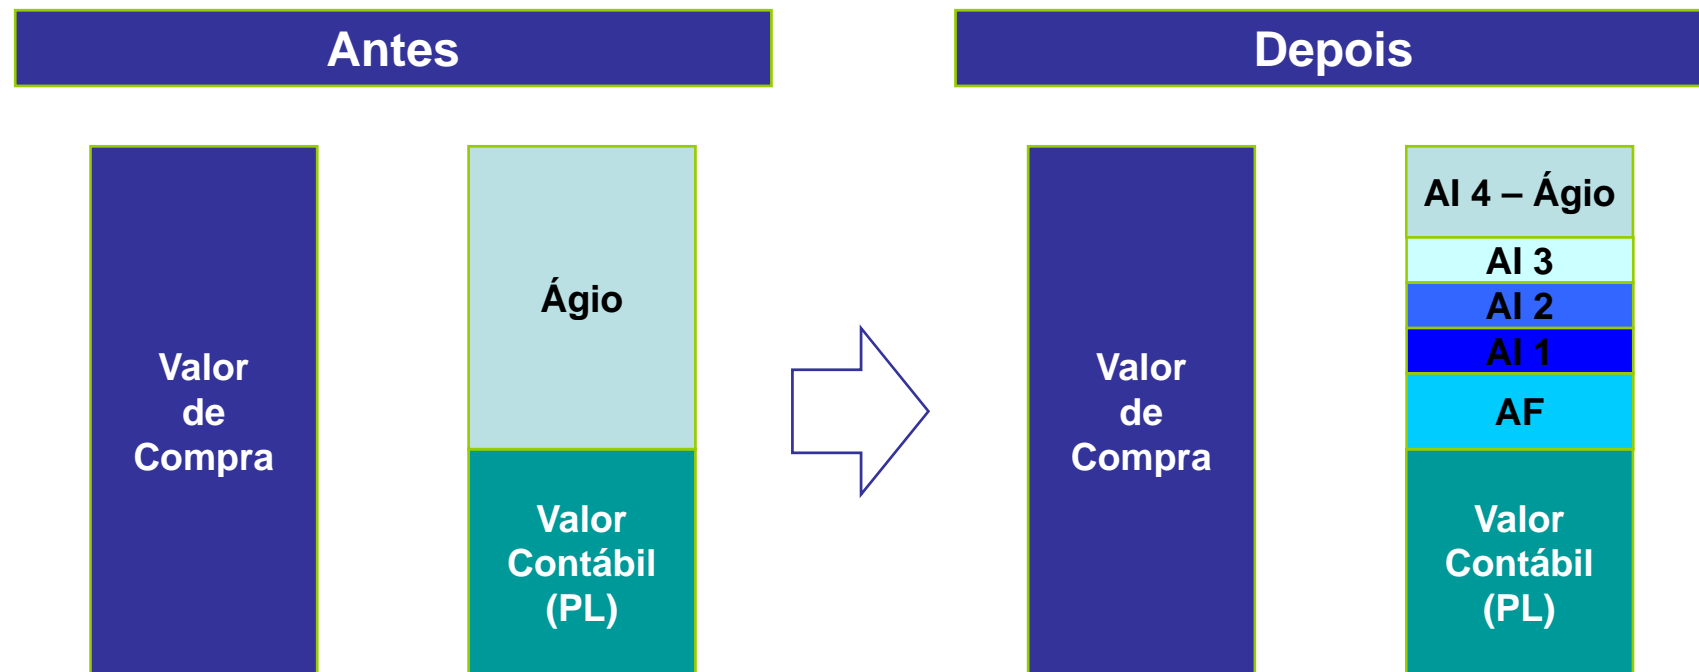 Antes
Depois
Valor
de
Compra
Ágio
Valor
Contábil
(PL)
Valor
de
Compra
AI 4 – Ágio
AI 3
AI 2
AI 1
AF
Valor
Contábil
(PL)